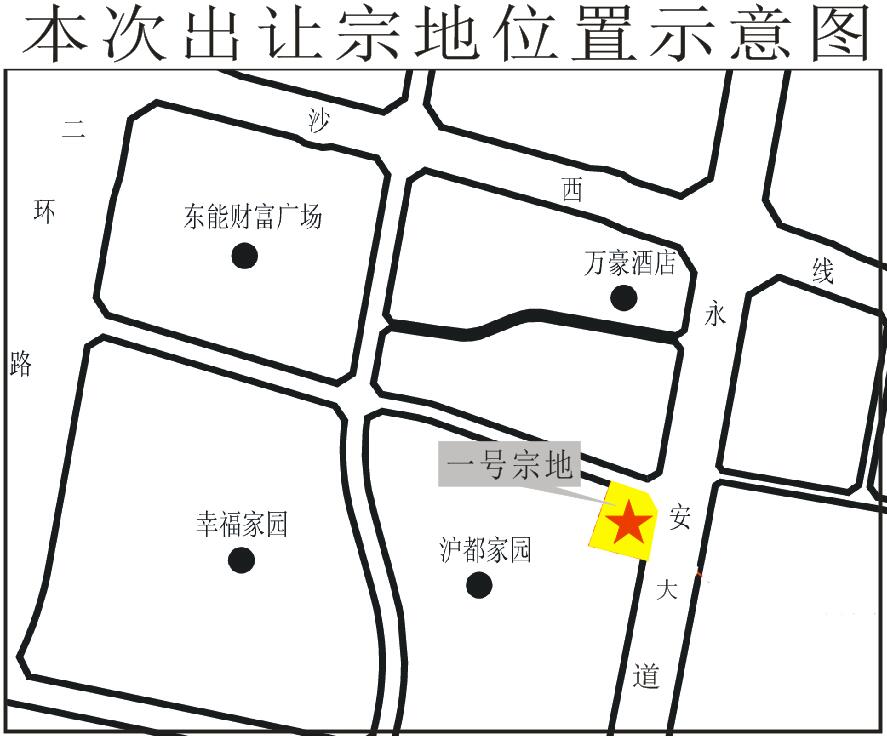 本次出让宗地位置示意图
二环路
沙西线
东能财富广场
万豪酒店
永安大道
一号宗地
幸福家园
沪都家园